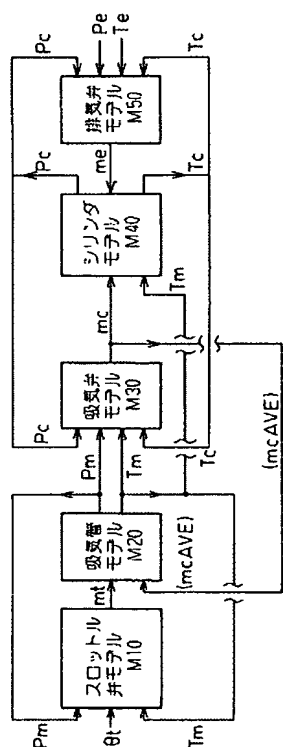 Pm
θt
Tm
スロットル
弁モデル
M10
mt
吸気管
モデル
M20
(mcAVE)
Pm
Tm
Pc
Tc
吸気弁
モデル
M30
mc
Tm
(mcAVE)
シリンダ
モデル
M40
Pc
Tc
me
排気弁
モデル
M50
Pc
Pe
Te
Tc